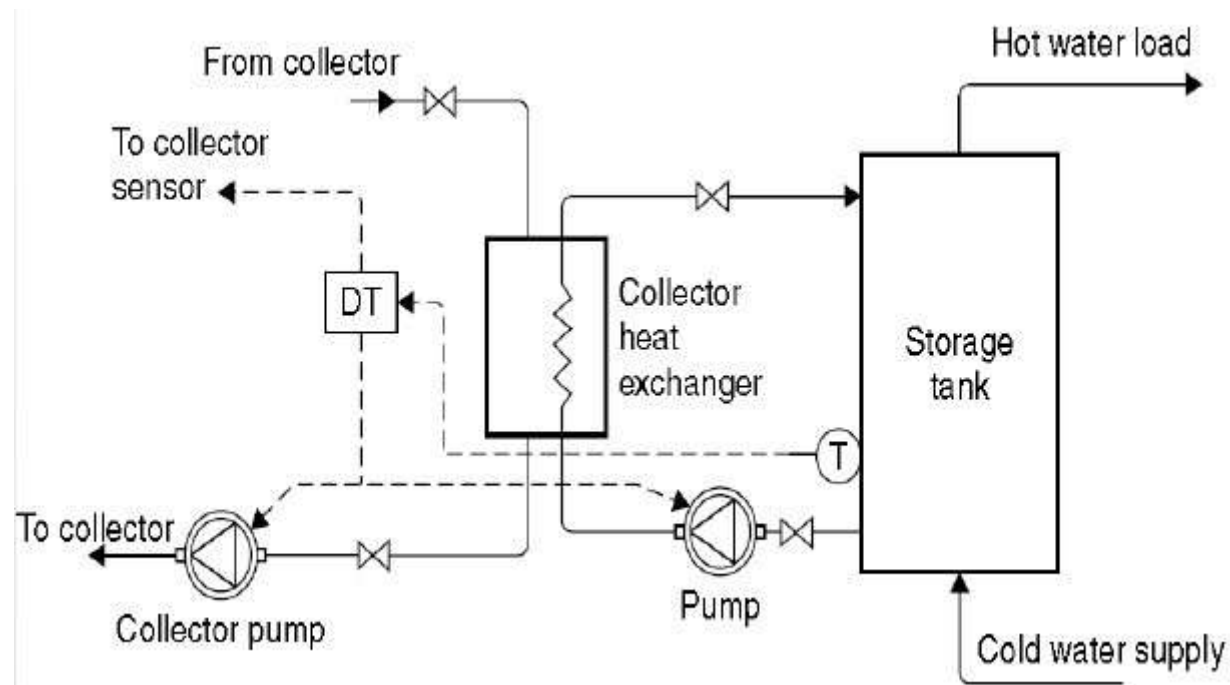 Hot water load
From collector
To collector
sensor
DT
Collector
heat
exchanger
Storage
tank
T
To collector
Pump
Collector pump
Cold water supply